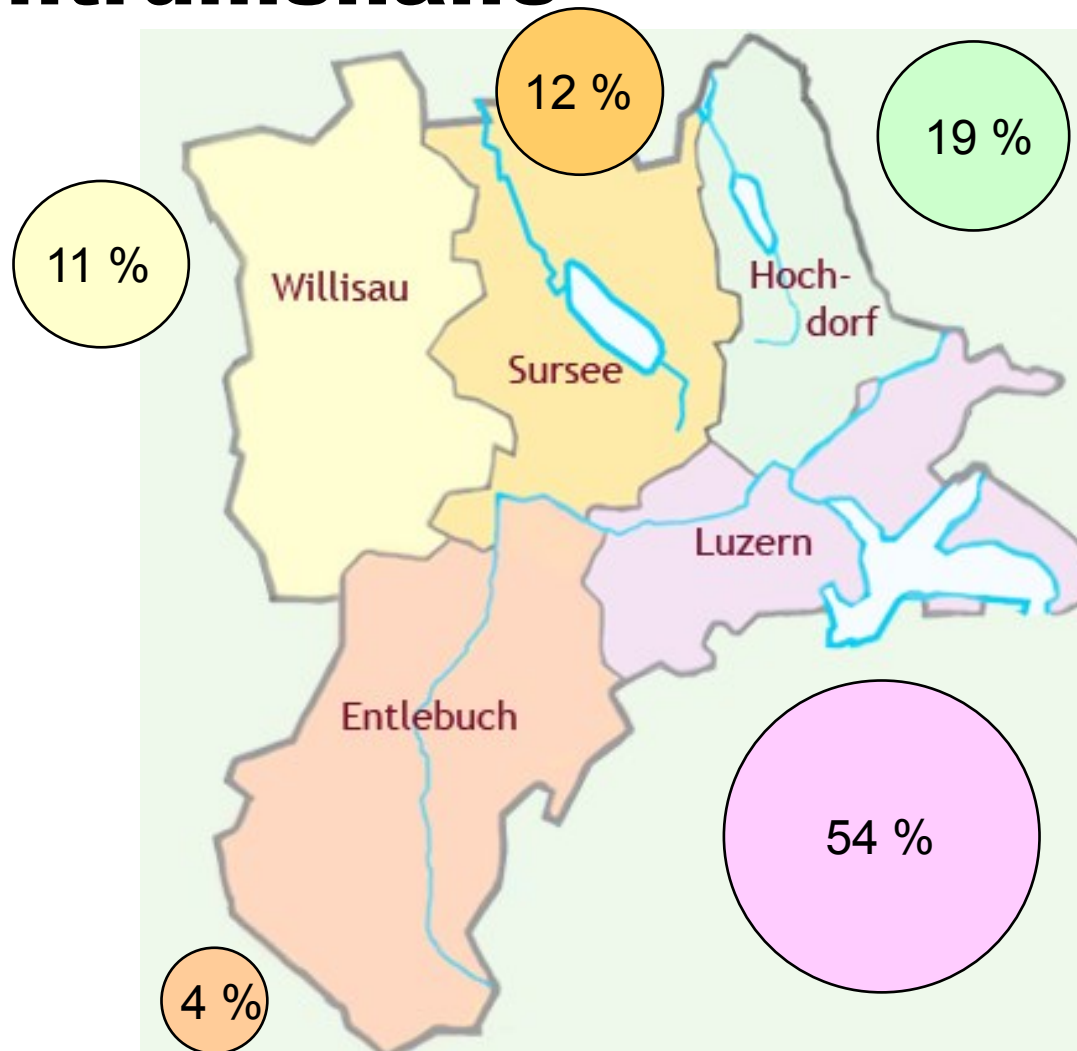 12 %
19 %
11 %
Willisau
Hoch-
dorf
Sursee
Luzern
Entlebuch
54 %
4 %